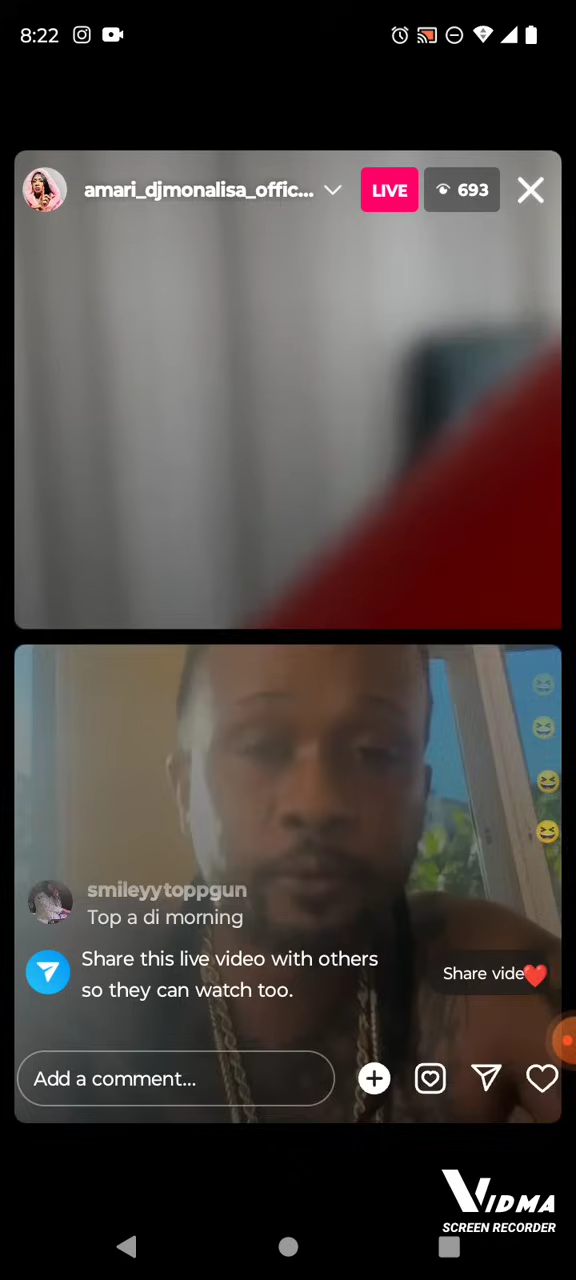 8:22
amari_djmonalisa_offic...
LIVE
693
smileyytoppgun
Top a di morning
Share this live video with others
so they can watch too.
Share vide
Add a comment...
VIDMA
SCREEN RECORDER